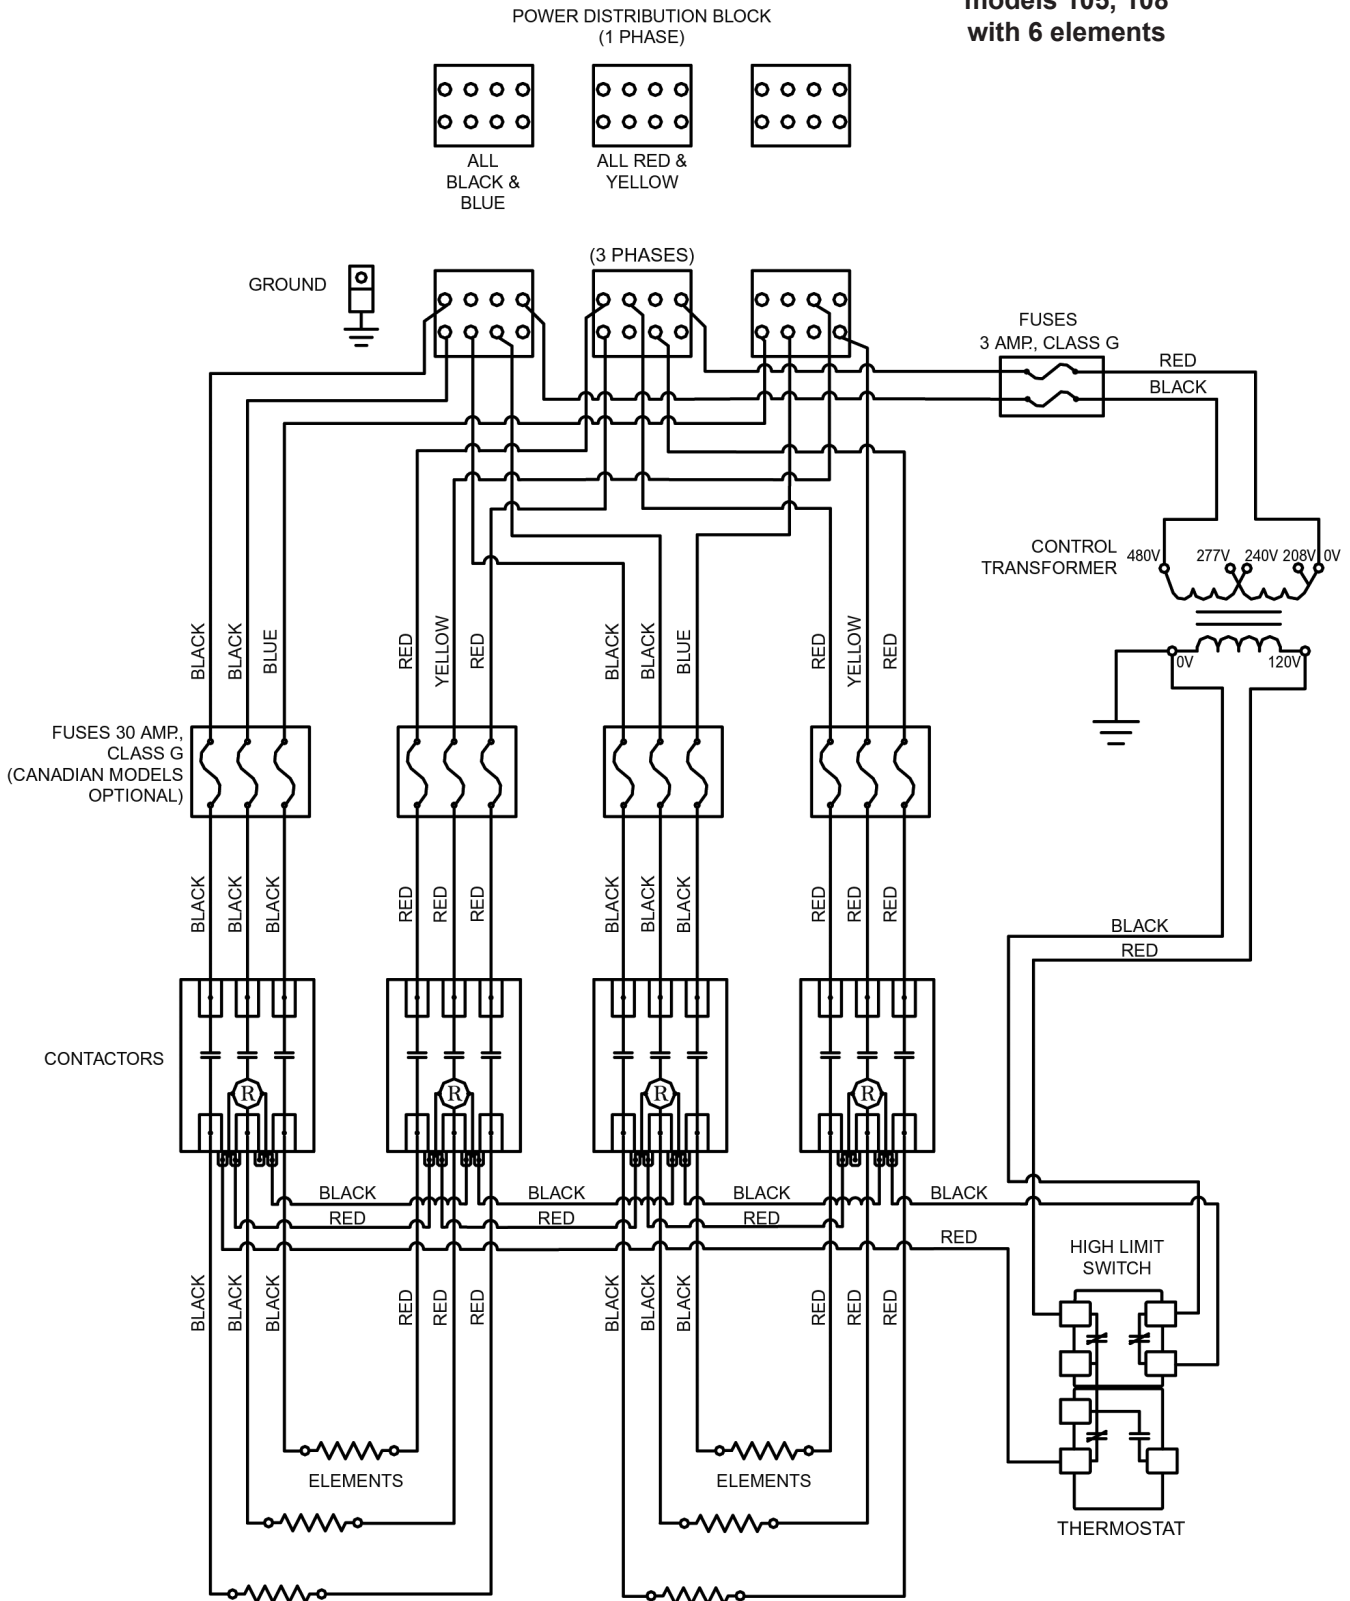 models 105, 108
with 6 elements
POWER DISTRIBUTION BLOCK
(1 PHASE)
ALL
BLACK &
BLUE
ALL RED &
YELLOW
(3 PHASES)
GROUND
FUSES
3 AMP., CLASS G
RED
BLACK
CONTROL
TRANSFORMER
480V
277V
240V
208V
0V
0V
120V
BLACK
BLACK
BLUE
RED
YELLOW
RED
BLACK
BLACK
BLUE
RED
YELLOW
RED
FUSES 30 AMP.,
CLASS G
(CANADIAN MODELS
OPTIONAL)
BLACK
BLACK
BLACK
RED
RED
RED
BLACK
BLACK
BLACK
RED
RED
RED
BLACK
RED
CONTACTORS
R
R
R
R
BLACK
BLACK
BLACK
BLACK
RED
RED
RED
RED
BLACK
BLACK
BLACK
RED
RED
RED
BLACK
BLACK
BLACK
RED
RED
RED
HIGH LIMIT
SWITCH
ELEMENTS
ELEMENTS
THERMOSTAT